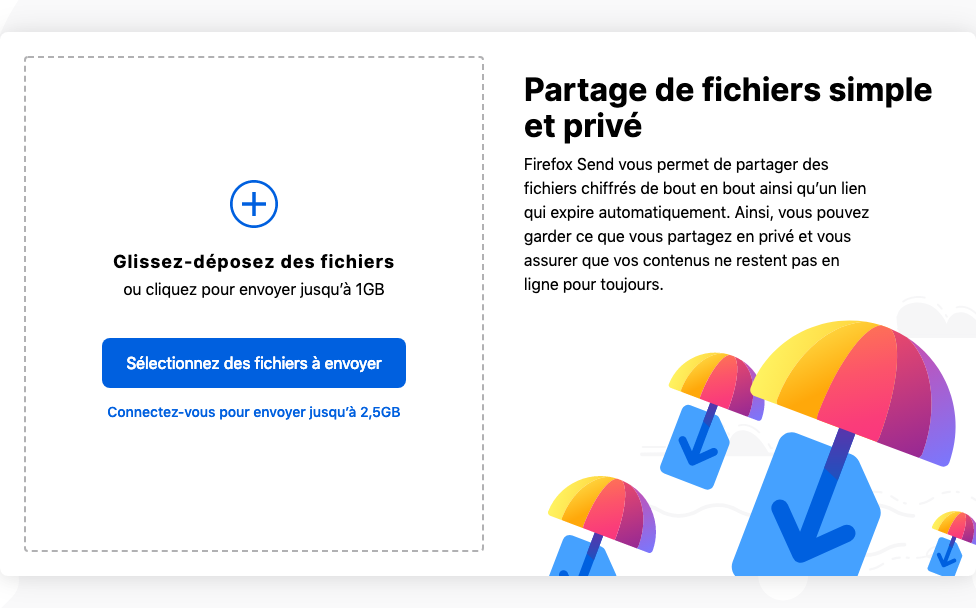 Glissez-déposez des fichiers
ou cliquez pour envoyer jusqu’à 1GB
Sélectionnez des fichiers à envoyer
Connectez-vous pour envoyer jusqu’à 2,5GB
Partage de fichiers simple
et privé
Firefox Send vous permet de partager des
fichiers chiffrés de bout en bout ainsi qu’un lien
qui expire automatiquement. Ainsi, vous pouvez
garder ce que vous partagez en privé et vous
assurer que vos contenus ne restent pas en
ligne pour toujours.